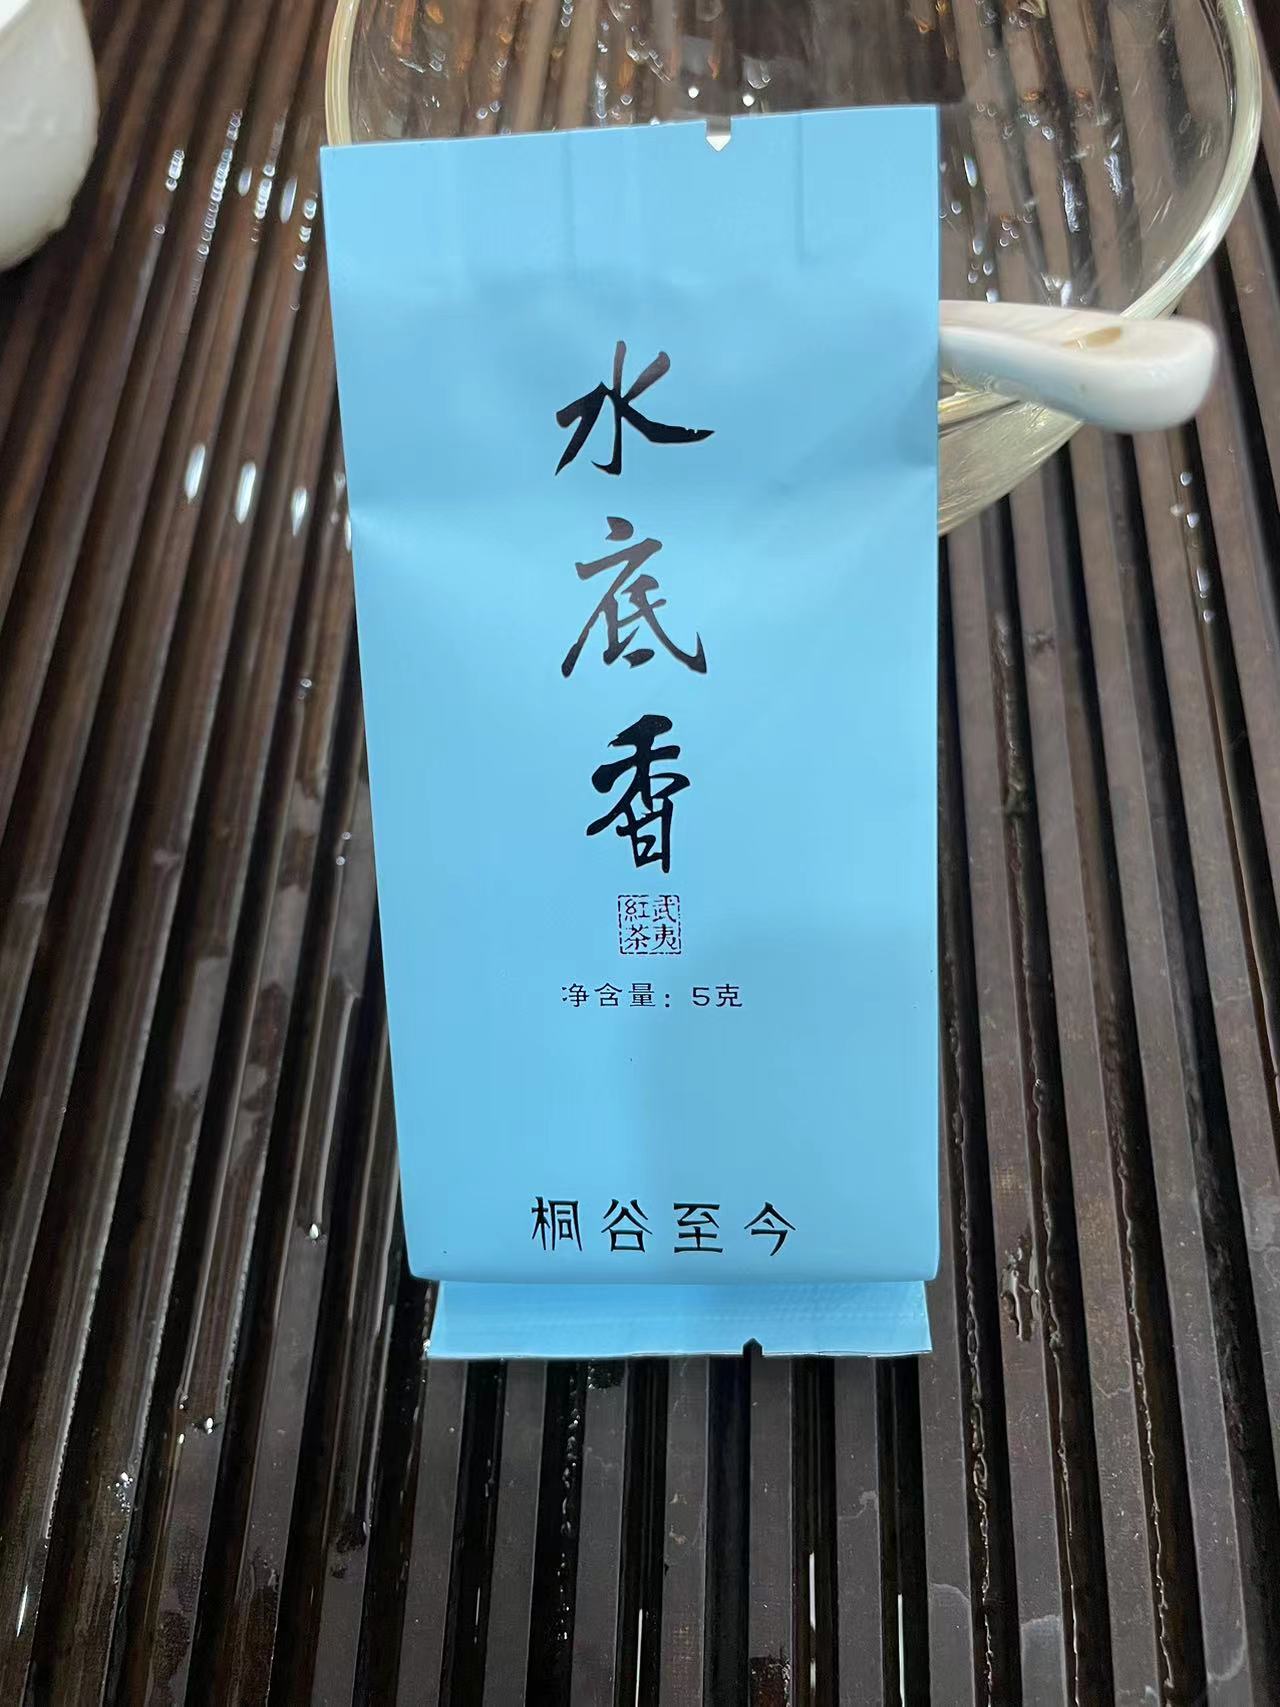 水底香
武夷
紅茶
净含量：5克
桐谷至今